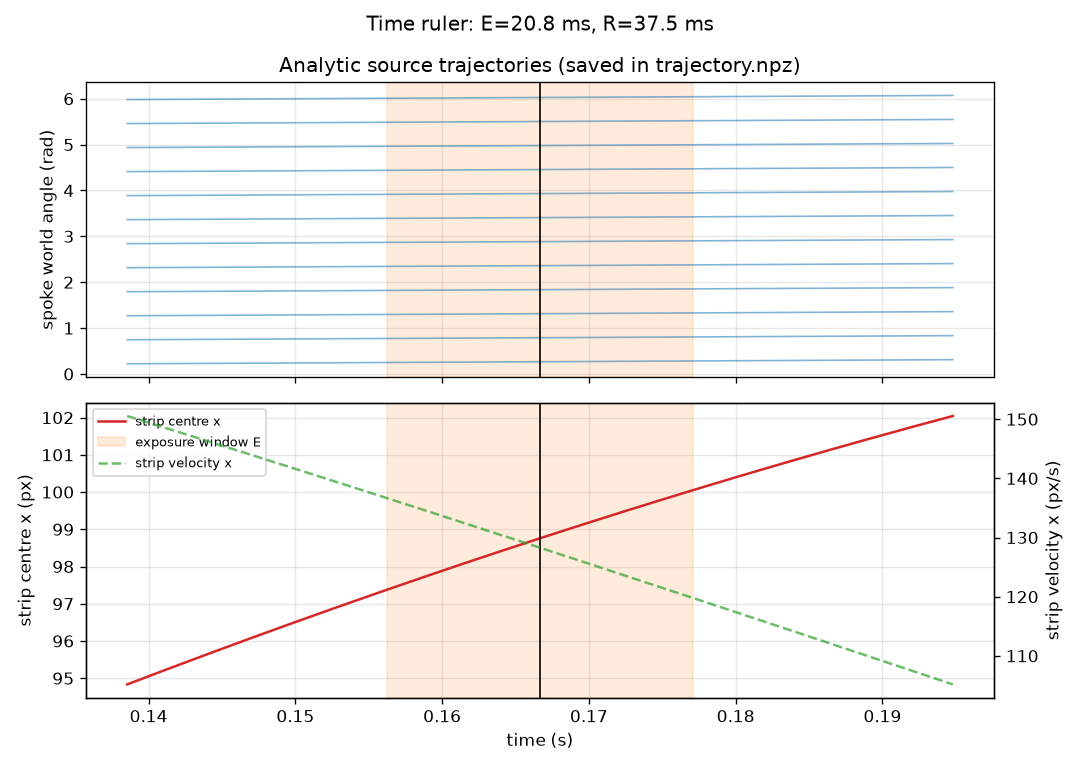 Time ruler: E=20.8 ms, R=37.5 ms
Analytic source trajectories (saved in trajectory.npz)
spoke world angle (rad)
6
5
4
3
2
1
0
strip centre x
exposure window E
strip velocity x
strip centre x (px)
102
101
100
99
98
97
96
95
150
140
130
120
110
strip velocity x (px/s)
0.14 0.15 0.16 0.17 0.18 0.19
time (s)